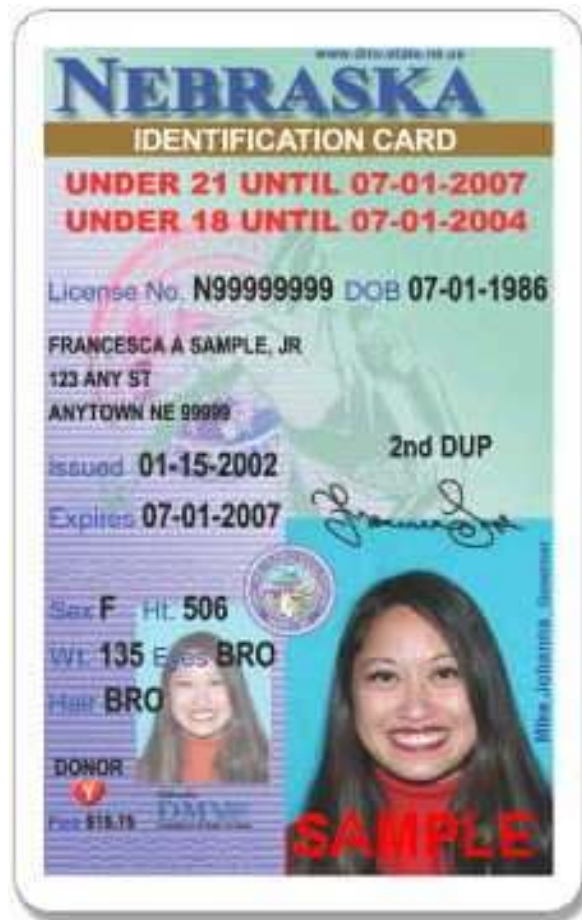 www.dmv.state.ne.us
NEBRASKA
IDENTIFICATION CARD
UNDER 21 UNTIL 07-01-2007
UNDER 18 UNTIL 07-01-2004
License No. N99999999 DOB 07-01-1986
FRANCESCA A SAMPLE, JR
123 ANY ST
ANYTOWN NE 99999
2nd DUP
Issued 01-15-2002
Expires 07-01-2007
Sex F Ht. 506
Wt. 135 Eyes BRO
Hair BRO
DONOR
Y
DMV
Mike Johanns, Governor
SAMPLE